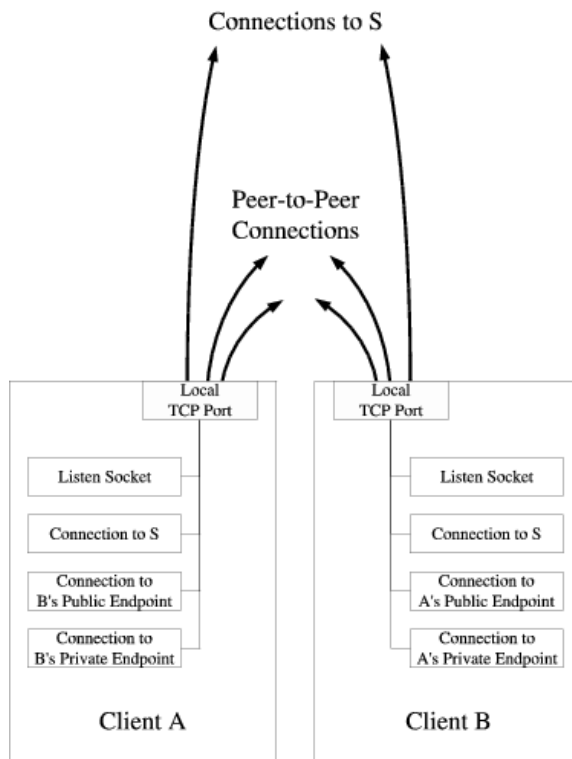 Connections to S
Peer-to-Peer
Connections
Local
TCP Port
Listen Socket
Connection to S
Connection to
B's Public Endpoint
Connection to
B's Private Endpoint
Client A
Local
TCP Port
Listen Socket
Connection to S
Connection to
A's Public Endpoint
Connection to
A's Private Endpoint
Client B